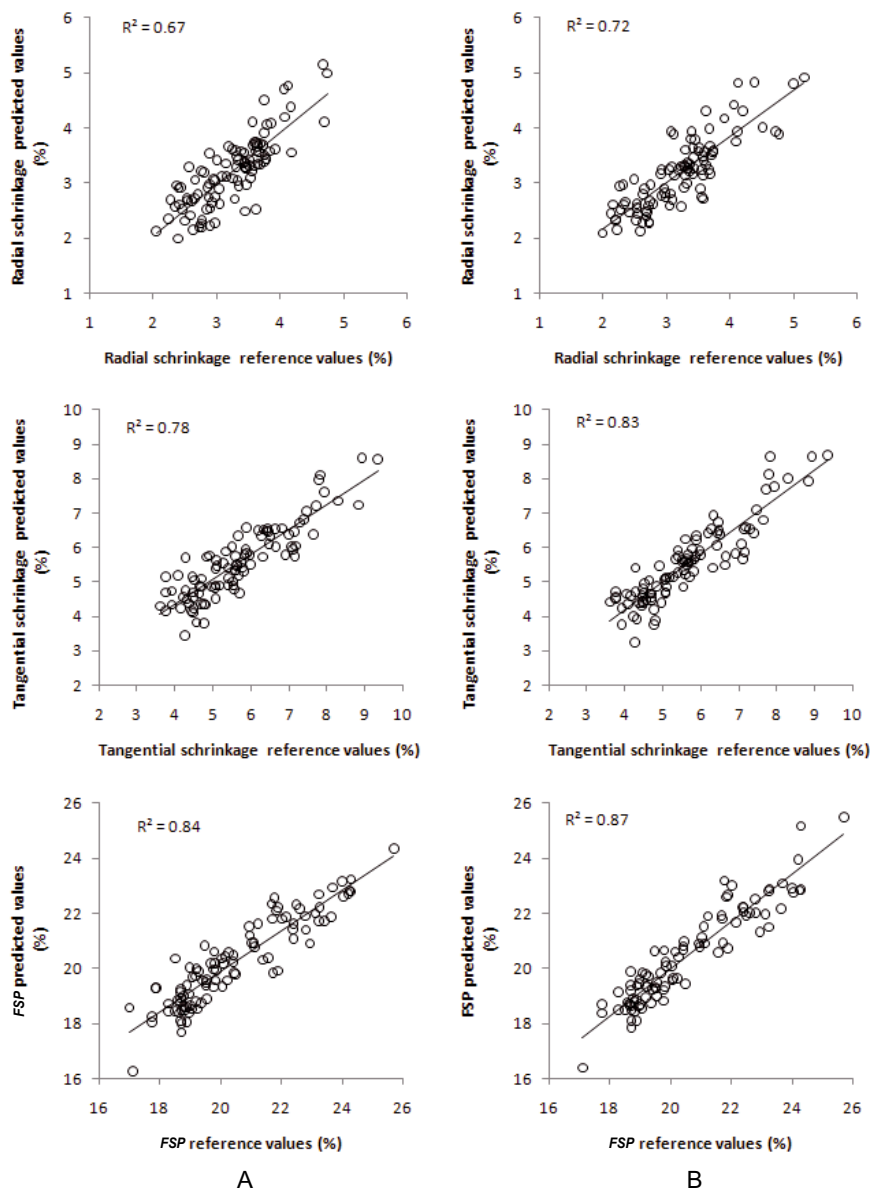 R² = 0.67
Radial schrinkage predicted values
(%)
6
5
4
3
2
1
1 2 3 4 5 6
Radial schrinkage reference values (%)
R² = 0.72
Radial schrinkage predicted values
(%)
6
5
4
3
2
1
1 2 3 4 5 6
Radial schrinkage reference values (%)
R² = 0.78
Tangential schrinkage predicted values
(%)
10
9
8
7
6
5
4
3
2
2 3 4 5 6 7 8 9 10
Tangential schrinkage reference values (%)
R² = 0.83
Tangential schrinkage predicted values
(%)
10
9
8
7
6
5
4
3
2
2 3 4 5 6 7 8 9 10
Tangential schrinkage reference values (%)
R² = 0.84
FSP predicted values
(%)
26
24
22
20
18
16
16 18 20 22 24 26
FSP reference values (%)
R² = 0.87
FSP predicted values
(%)
26
24
22
20
18
16
16 18 20 22 24 26
FSP reference values (%)
A
B